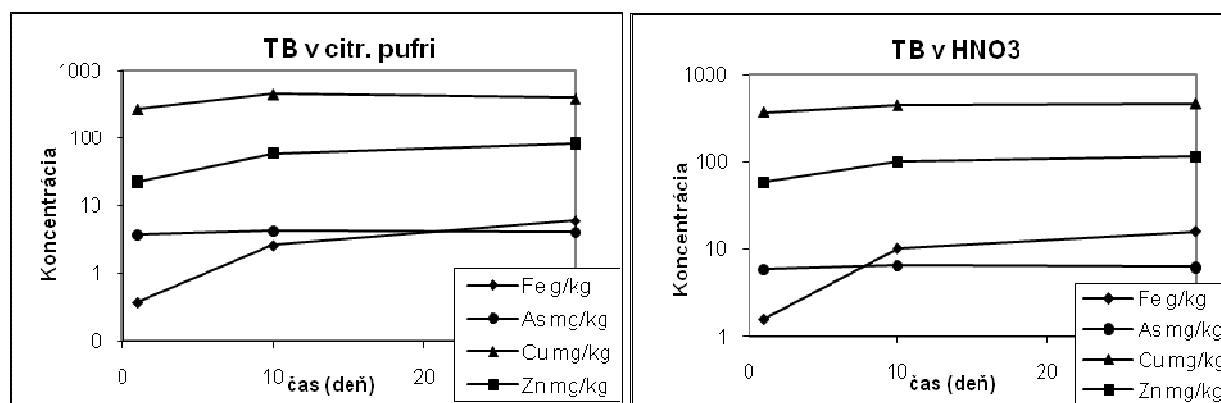 TB v citr. pufri
1000
100
10
1
0
Koncentrácia
0
10
20
čas (deň)
Fe g/kg
As mg/kg
Cu mg/kg
Zn mg/kg
TB v HNO3
1000
100
10
1
Koncentrácia
0
10
20
čas (deň)
Fe g/kg
As mg/kg
Cu mg/kg
Zn mg/kg